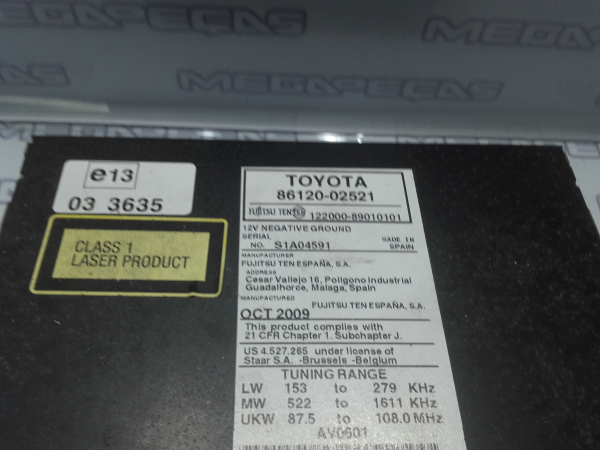 MEGAPEÇAS
MEGAPEÇAS
e13
03 3635
CLASS 1
LASER PRODUCT
TOYOTA
86120-02521
FUJITSU TEN 122000-89010101
12V NEGATIVE GROUND
SERIAL
NO. S1A04591
MADE IN
SPAIN
MANUFACTURER
FUJITSU TEN ESPAÑA, S.A.
ADDRESS
Cesar Vallejo 16, Poligono Industrial
Guadalhorce, Malaga, Spain
MANUFACTURED
FUJITSU TEN ESPAÑA, S.A.
OCT 2009
This product complies with
21 CFR Chapter 1. Subchapter J.
US 4.527.265 under license of
Staar S.A. -Brussels -Belgium
TUNING RANGE
LW 153 to 279 KHz
MW 522 to 1611 KHz
UKW 87.5 to 108.0 MHz
AV0601